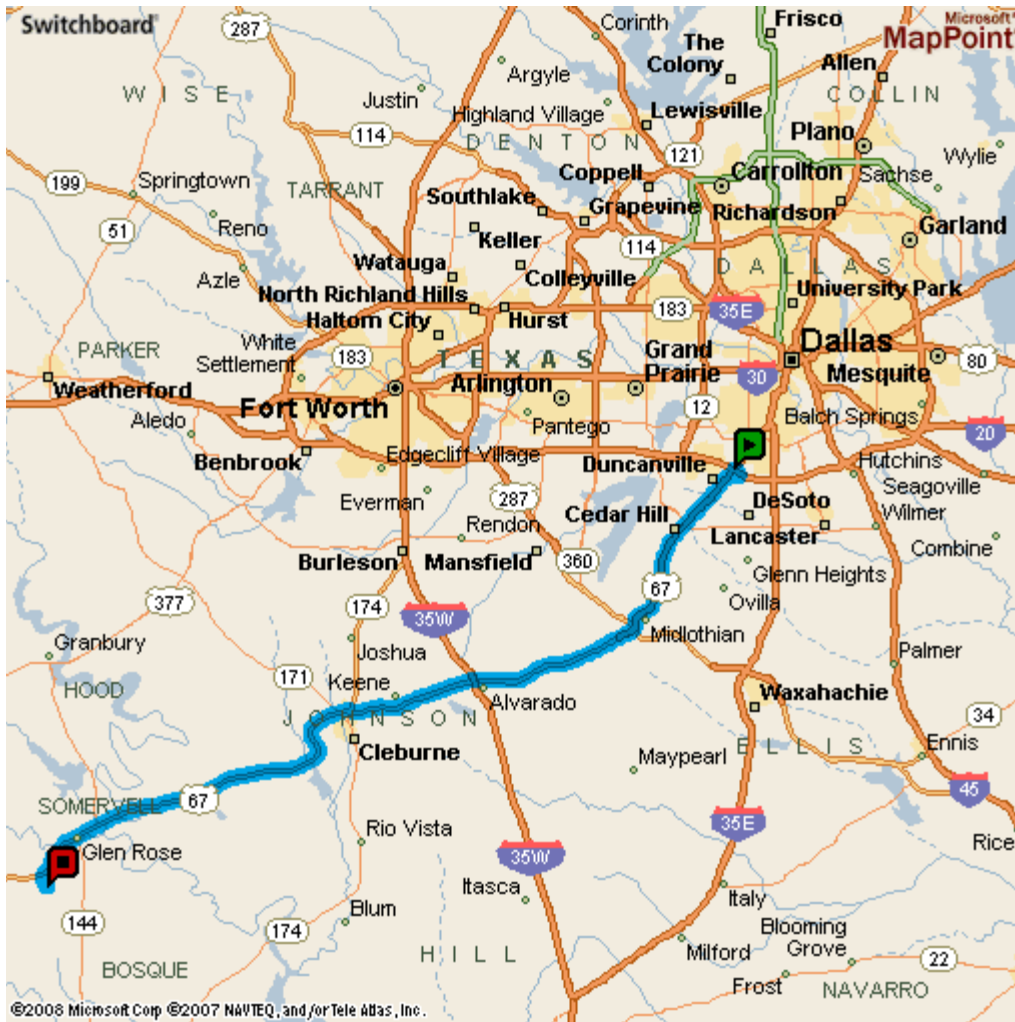 Switchboard
Microsoft
MapPoint
287
Corinth
Frisco
The
Colony
Allen
Argyle
WISE
Justin
COLLIN
Highland Village
Lewisville
114
DENTON
Plano
121
Wylie
199
Springtown
TARRANT
Coppell
Carrollton
Sachse
Southlake
Grapevine
Richardson
Garland
51
Reno
Keller
114
Azle
Watauga
Colleyville
DALLAS
North Richland Hills
183
35E
University Park
Haltom City
Hurst
PARKER
White
Settlement
183
TEXAS
Grand
Prairie
Dallas
80
Weatherford
Arlington
30
Mesquite
Fort Worth
12
Aledo
Pantego
Balch Springs
20
Benbrook
Edgecliff Village
Duncanville
Hutchins
Seagoville
Everman
287
DeSoto
Rendon
Cedar Hill
Wilmer
Lancaster
Burleson
Mansfield
360
Combine
Glenn Heights
377
174
67
Ovilla
35W
Granbury
Midlothian
Joshua
Palmer
HOOD
171
Keene
Alvarado
Waxahachie
JOHNSON
34
Cleburne
ELLIS
Ennis
Maypearl
SOMERVELL
67
45
Rio Vista
35E
Glen Rose
35W
Rice
Itasca
Italy
144
174
Blum
Blooming
Grove
HILL
Milford
22
BOSQUE
Frost
NAVARRO
©2008 Microsoft Corp ©2007 NAVTEQ, and/or Tele Atlas, Inc.